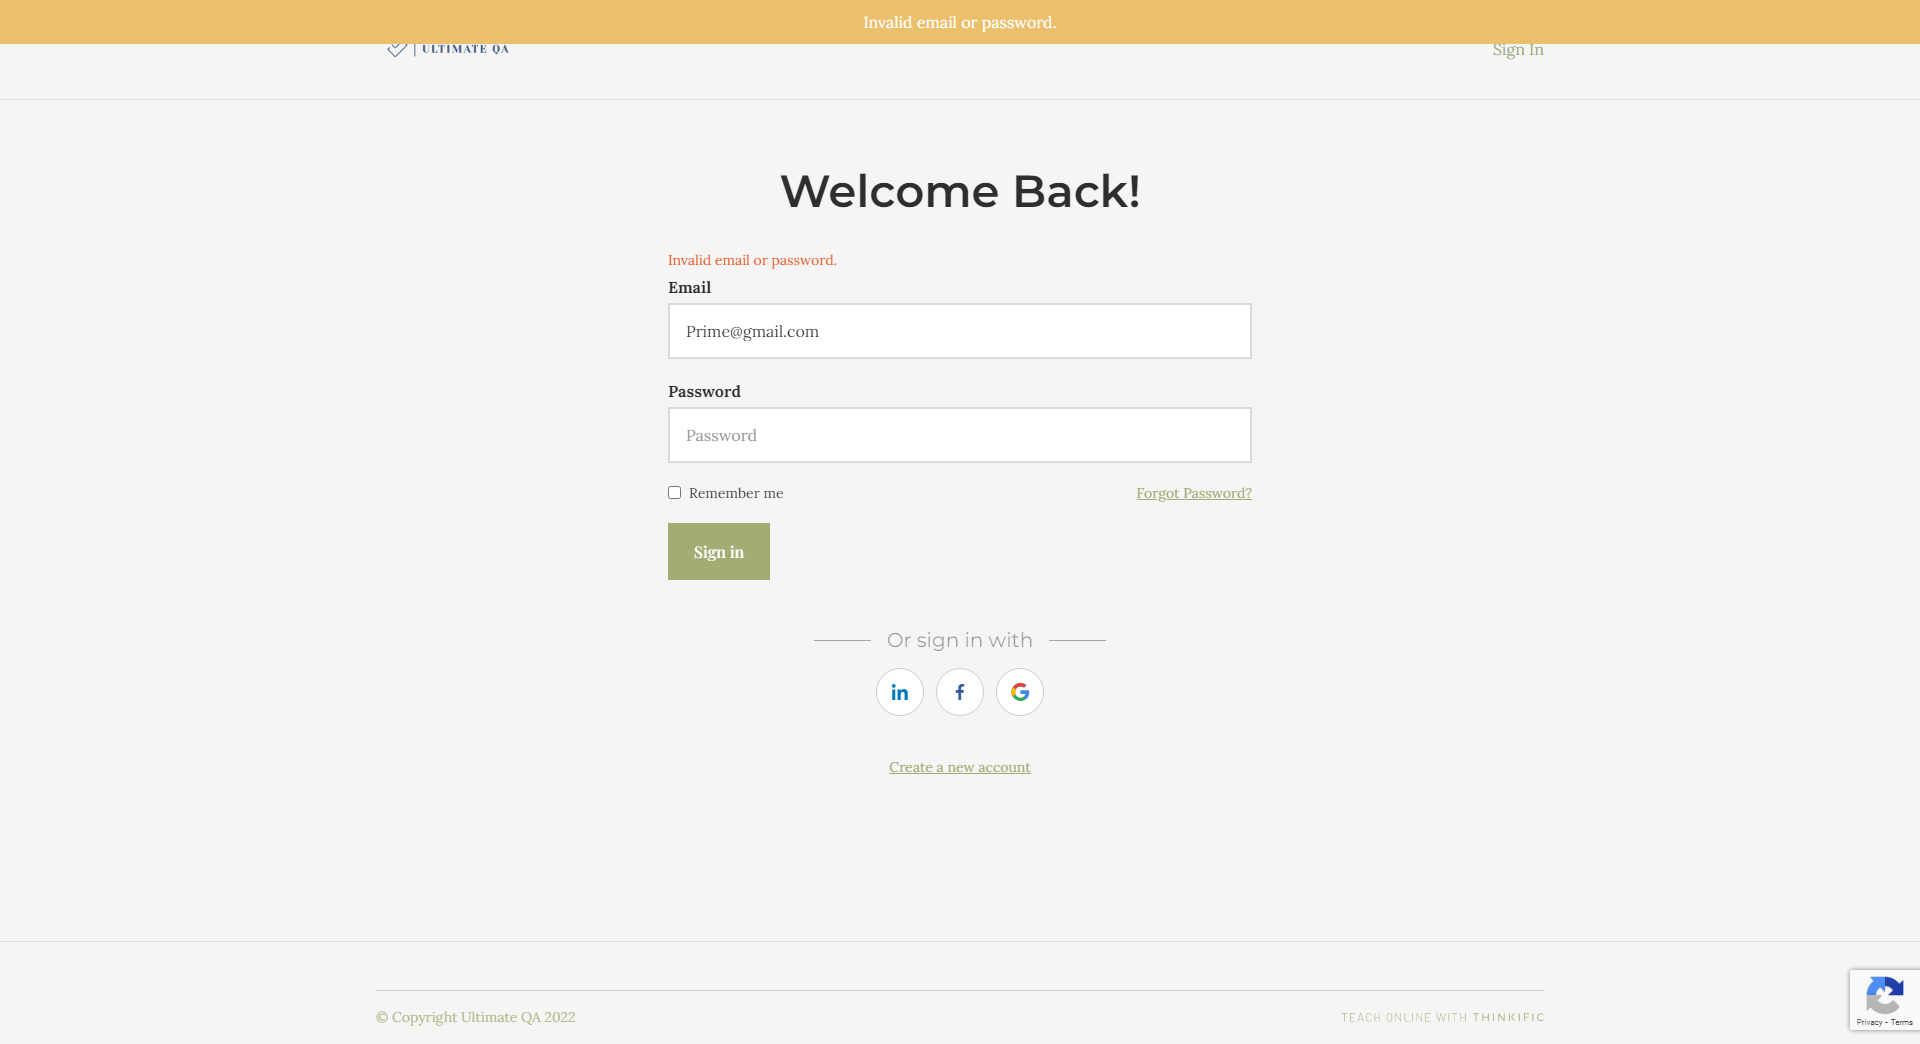 Invalid email or password.
ULTIMATE QA
Sign In
Welcome Back!
Invalid email or password.
Email
Prime@gmail.com
Password
Password
Remember me
Forgot Password?
Sign in
Or sign in with
in
f
G
Create a new account
© Copyright Ultimate QA 2022
TEACH ONLINE WITH THINKIFIC
Privacy - Terms